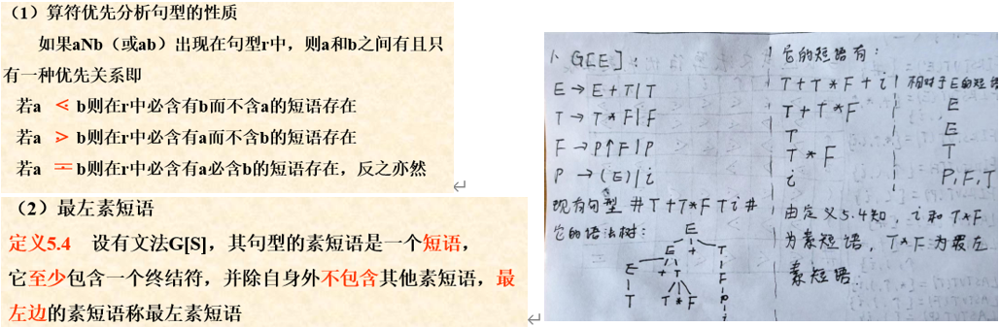 (1) 算符优先分析句型的性质
如果aNb(或ab)出现在句型r中,则a和b之间有且只
有一种优先关系即
若a ⋖ b则在r中必含有b而不含a的短语存在
若a ⋗ b则在r中必含有a而不含b的短语存在
若a ≖ b则在r中必含有a必含b的短语存在,反之亦然
(2) 最左素短语
定义5.4 设有文法G[S],其句型的素短语是一个短语,
它至少包含一个终结符,并除自身外不包含其他素短语,最
左边的素短语称最左素短语
1、G[E]:
E → E + T | T
T → T * F | F
F → P↑F | P
P → (E) | i
现有句型 # T + T * F T i #
它的语法树:
E
E + T
E + T F
T T * F P
i
它的短语有:
T + T * F + i 相对于E的短语
T + T * F E
T E
T * F T
i P, F, T
由定义5.4知, i 和 T*F
为素短语, T*F 为最左
素短语.